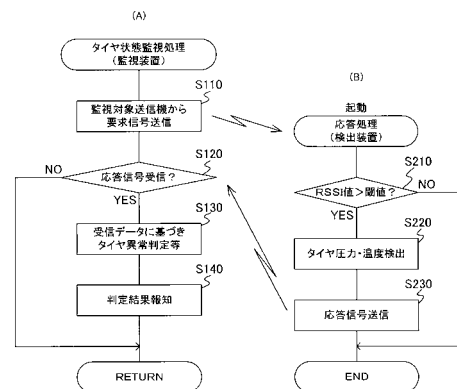 (A)
タイヤ状態監視処理
(監視装置)
S110
監視対象送信機から
要求信号送信
S120
NO
応答信号受信?
YES
S130
受信データに基づき
タイヤ異常判定等
S140
判定結果報知
RETURN
(B)
起動
応答処理
(検出装置)
S210
RSSI値>閾値?
NO
YES
S220
タイヤ圧力・温度検出
S230
応答信号送信
END